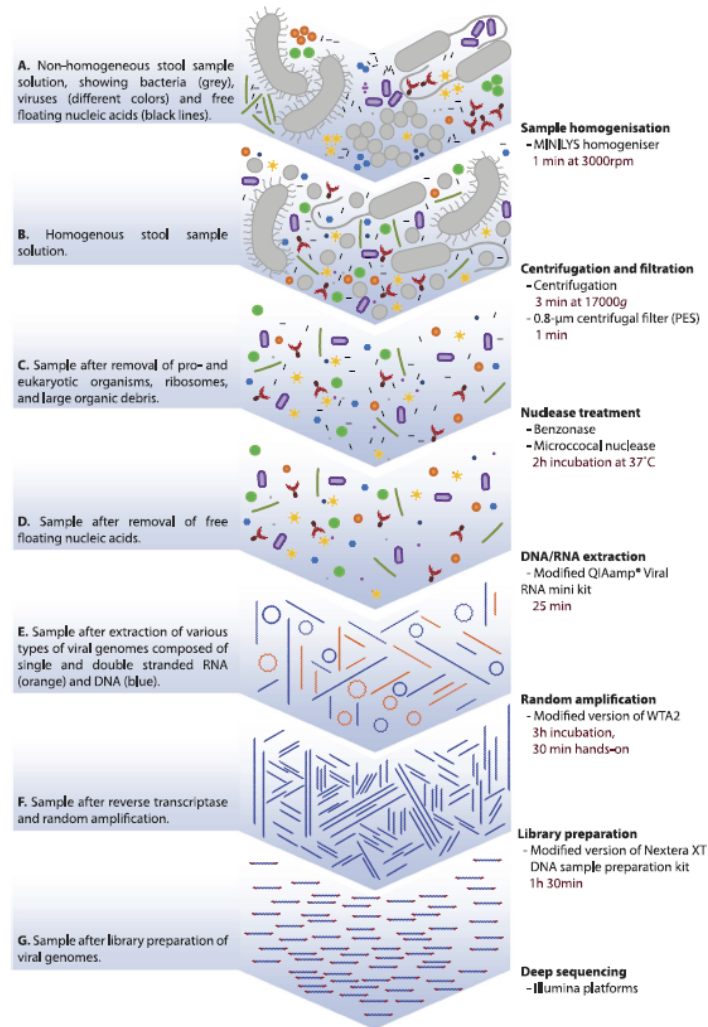 A. Non-homogeneous stool sample
solution, showing bacteria (grey),
viruses (different colors) and free
floating nucleic acids (black lines).
Sample homogenisation
- MINILYS homogeniser
1 min at 3000rpm
B. Homogenous stool sample
solution.
Centrifugation and filtration
- Centrifugation
3 min at 17000g
- 0.8-µm centrifugal filter (PES)
1 min
C. Sample after removal of pro- and
eukaryotic organisms, ribosomes,
and large organic debris.
Nuclease treatment
- Benzonase
- Microccocal nuclease
2h incubation at 37˚C
D. Sample after removal of free
floating nucleic acids.
DNA/RNA extraction
- Modified QIAamp® Viral
RNA mini kit
25 min
E. Sample after extraction of various
types of viral genomes composed of
single and double stranded RNA
(orange) and DNA (blue).
Random amplification
- Modified version of WTA2
3h incubation,
30 min hands-on
F. Sample after reverse transcriptase
and random amplification.
Library preparation
- Modified version of Nextera XT
DNA sample preparation kit
1h 30min
G. Sample after library preparation of
viral genomes.
Deep sequencing
- Illumina platforms